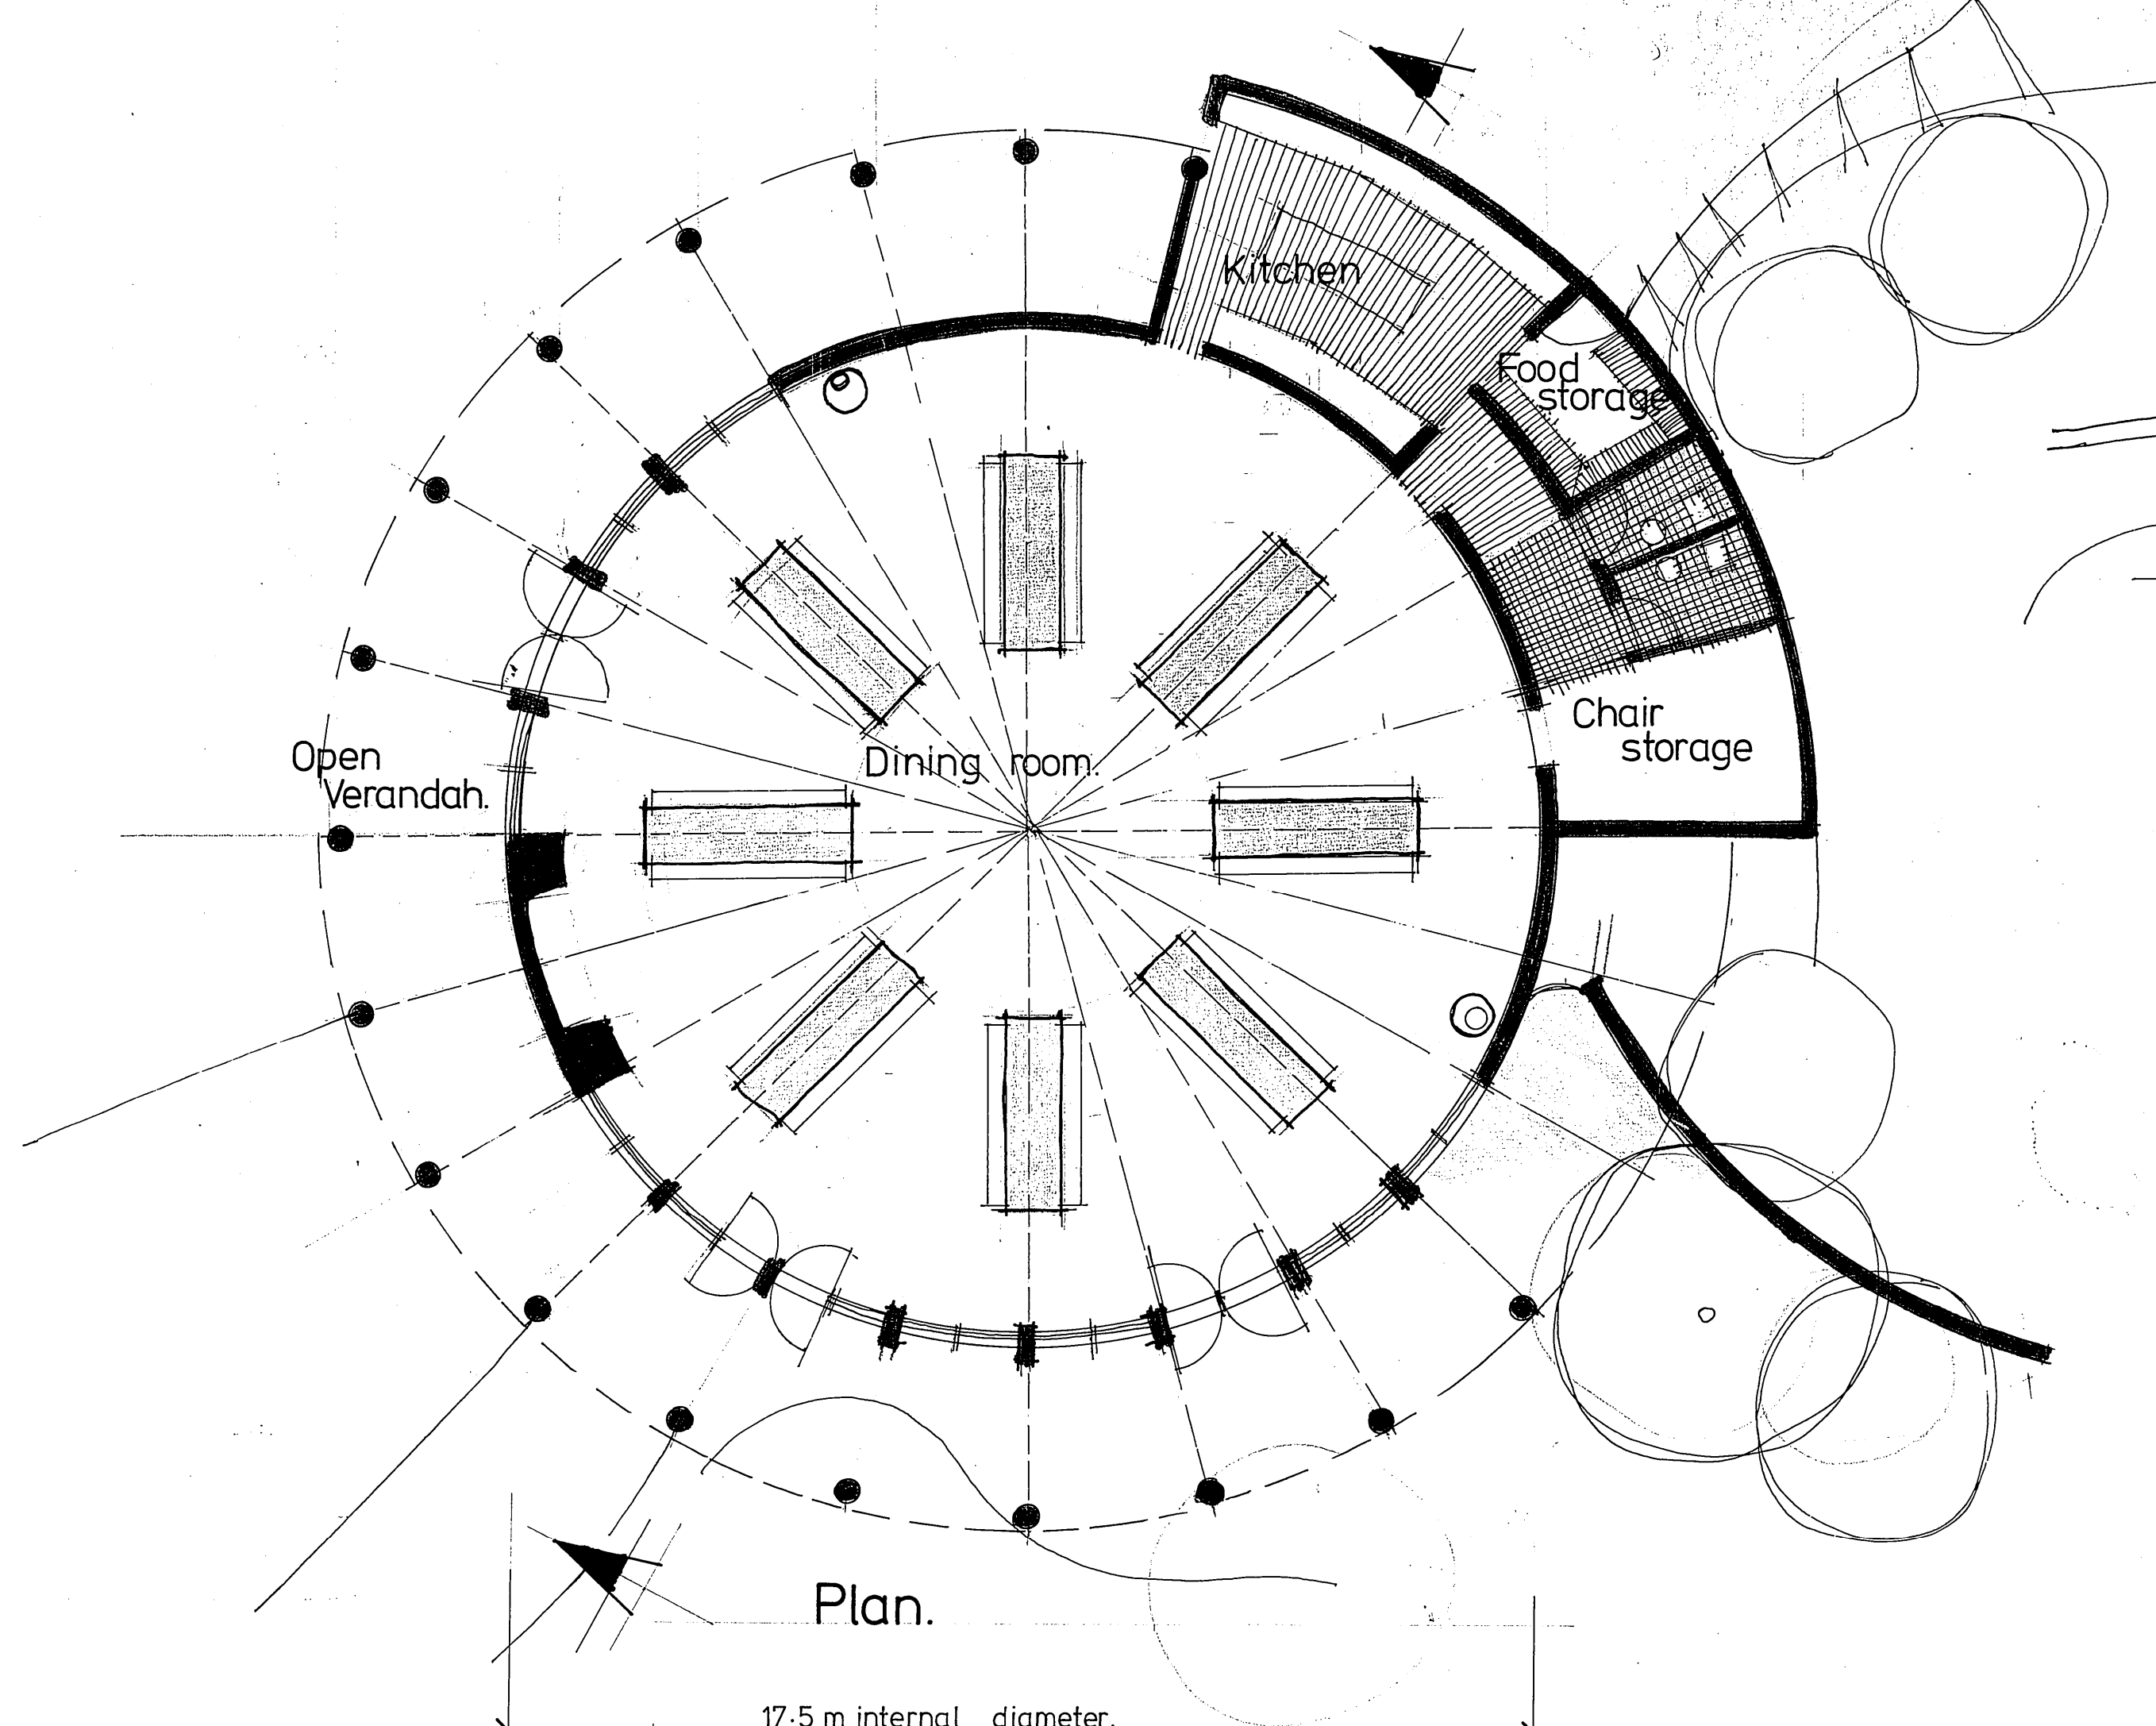 Kitchen
Food
storage
Chair
storage
Dining room.
Open
Verandah.
Plan.
17.5 m internal diameter.